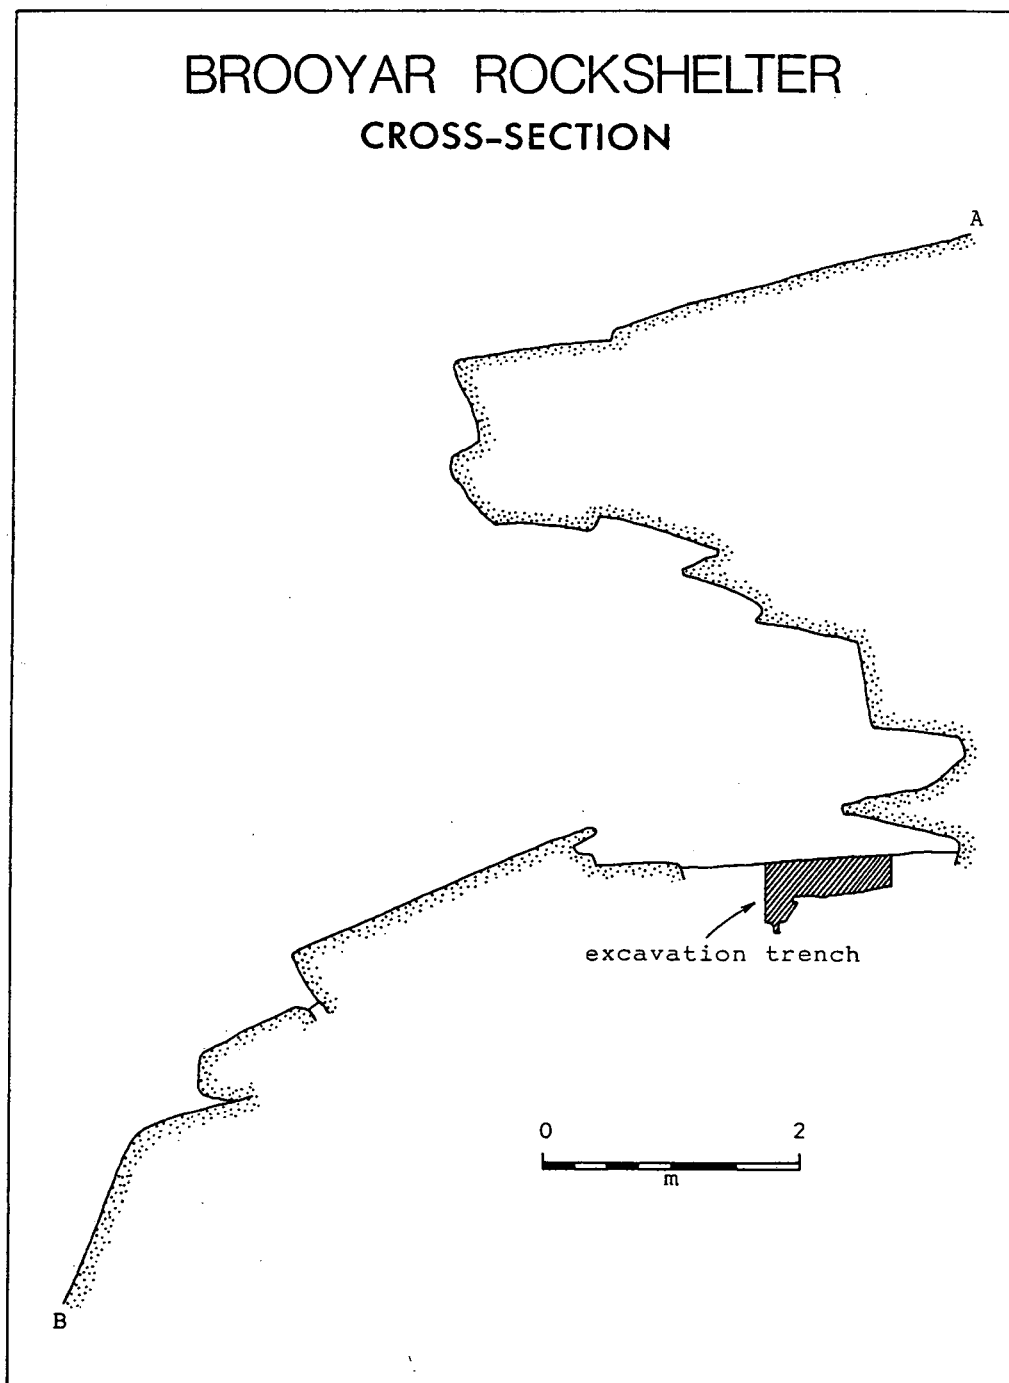 BROOYAR ROCKSHELTER
CROSS-SECTION
A
excavation trench
0 2
m
B